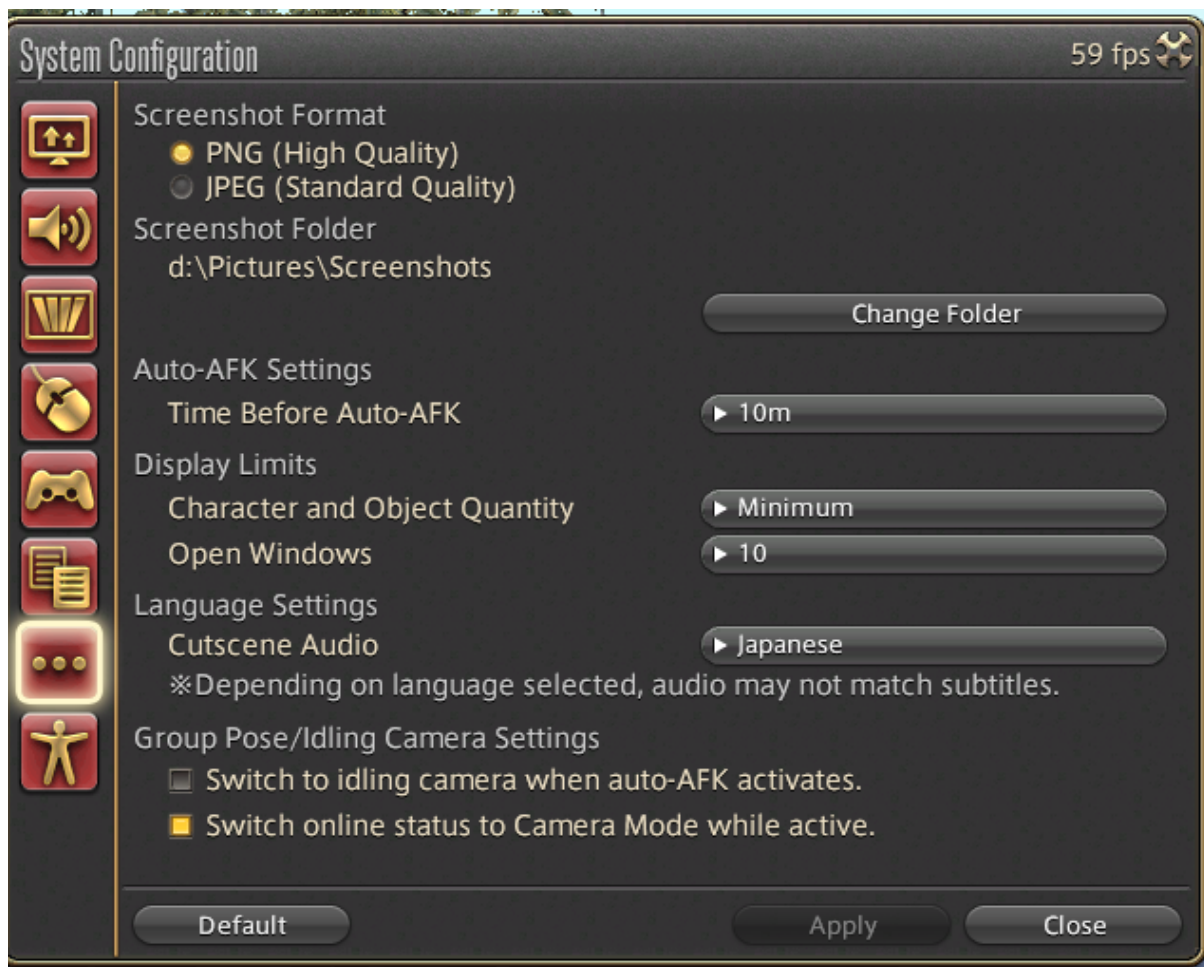 System Configuration
59 fps
Screenshot Format
PNG (High Quality)
JPEG (Standard Quality)
Screenshot Folder
d:\Pictures\Screenshots
Change Folder
Auto-AFK Settings
Time Before Auto-AFK
10m
Display Limits
Character and Object Quantity
Minimum
Open Windows
10
Language Settings
Cutscene Audio
Japanese
※Depending on language selected, audio may not match subtitles.
Group Pose/Idling Camera Settings
Switch to idling camera when auto-AFK activates.
Switch online status to Camera Mode while active.
Default
Apply
Close